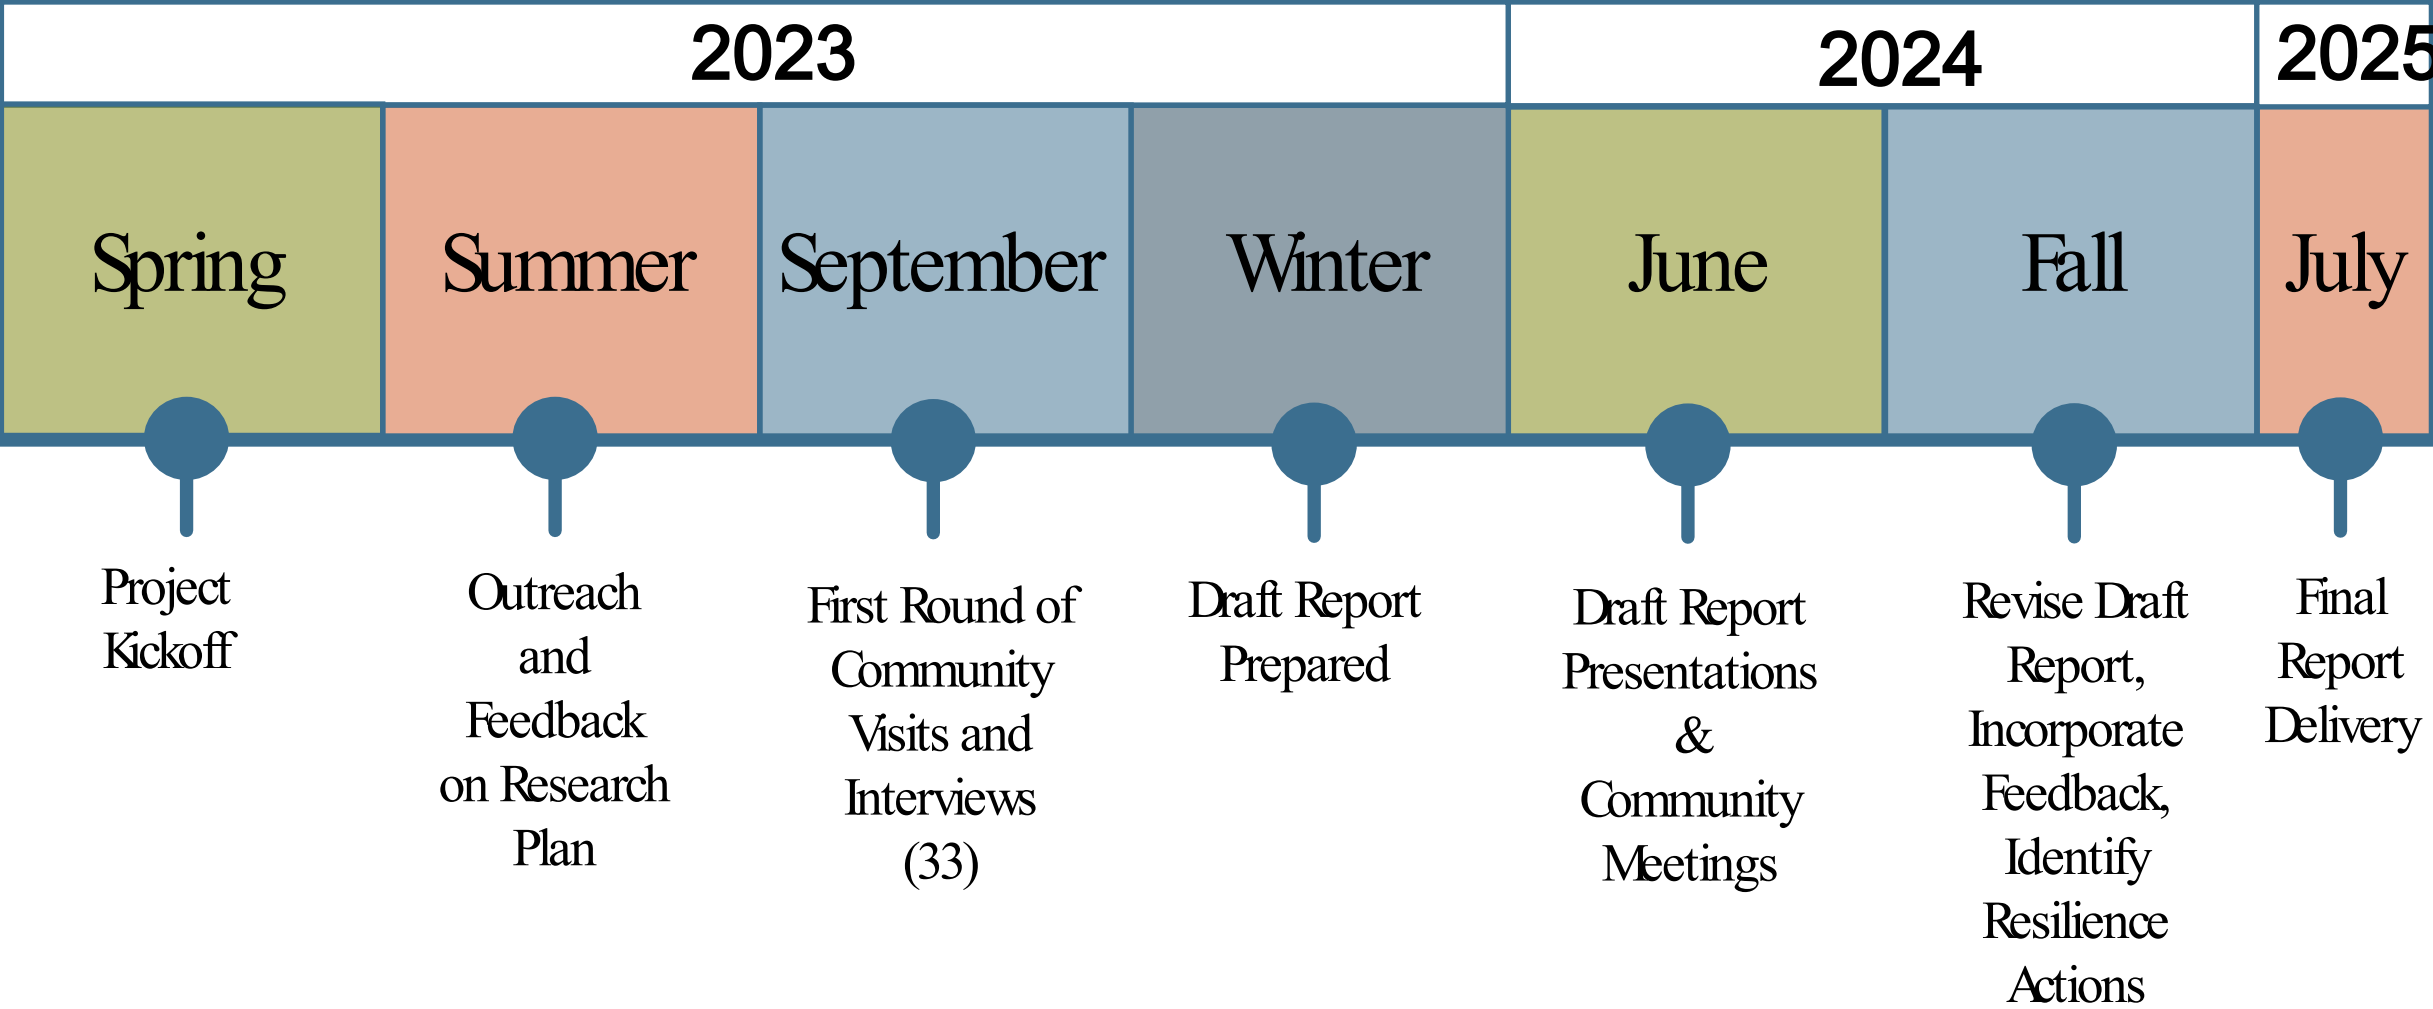 2023
2024
2025
Spring
Summer
September
Winter
June
Fall
July
Project
Kickoff
Outreach
and
Feedback
on Research
Plan
First Round of
Community
Visits and
Interviews
(33)
Draft Report
Prepared
Draft Report
Presentations
&
Community
Meetings
Revise Draft
Report,
Incorporate
Feedback,
Identify
Resilience
Actions
Final
Report
Delivery